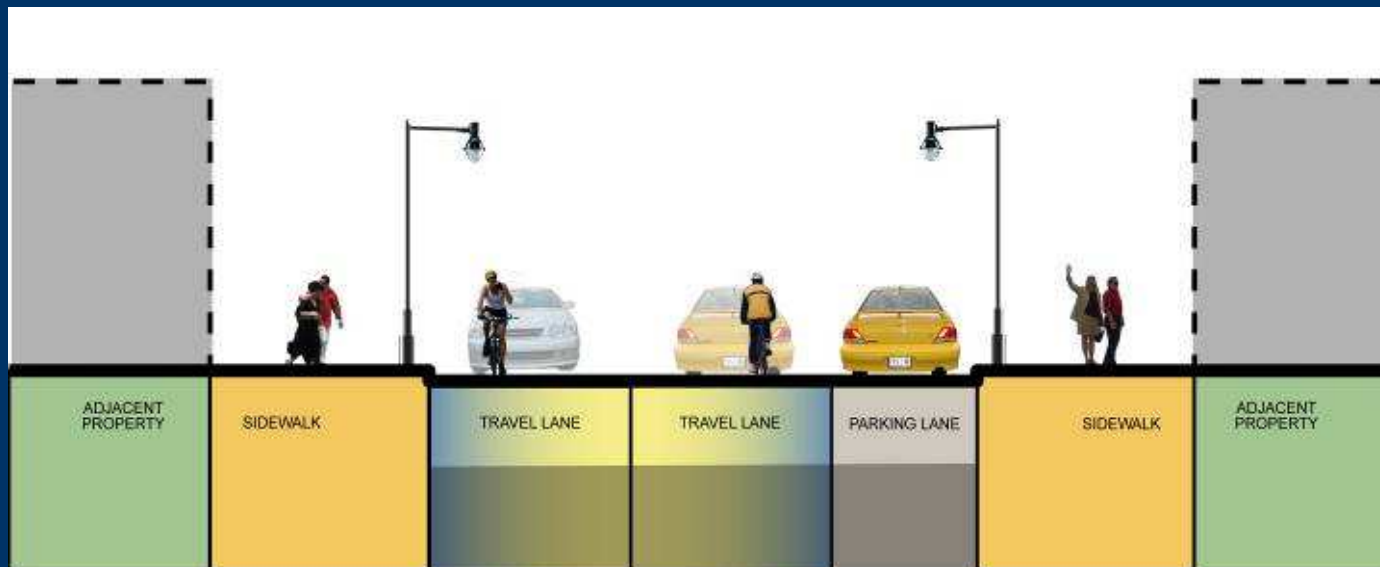 ADJACENT
PROPERTY
SIDEWALK
TRAVEL LANE
TRAVEL LANE
PARKING LANE
SIDEWALK
ADJACENT
PROPERTY